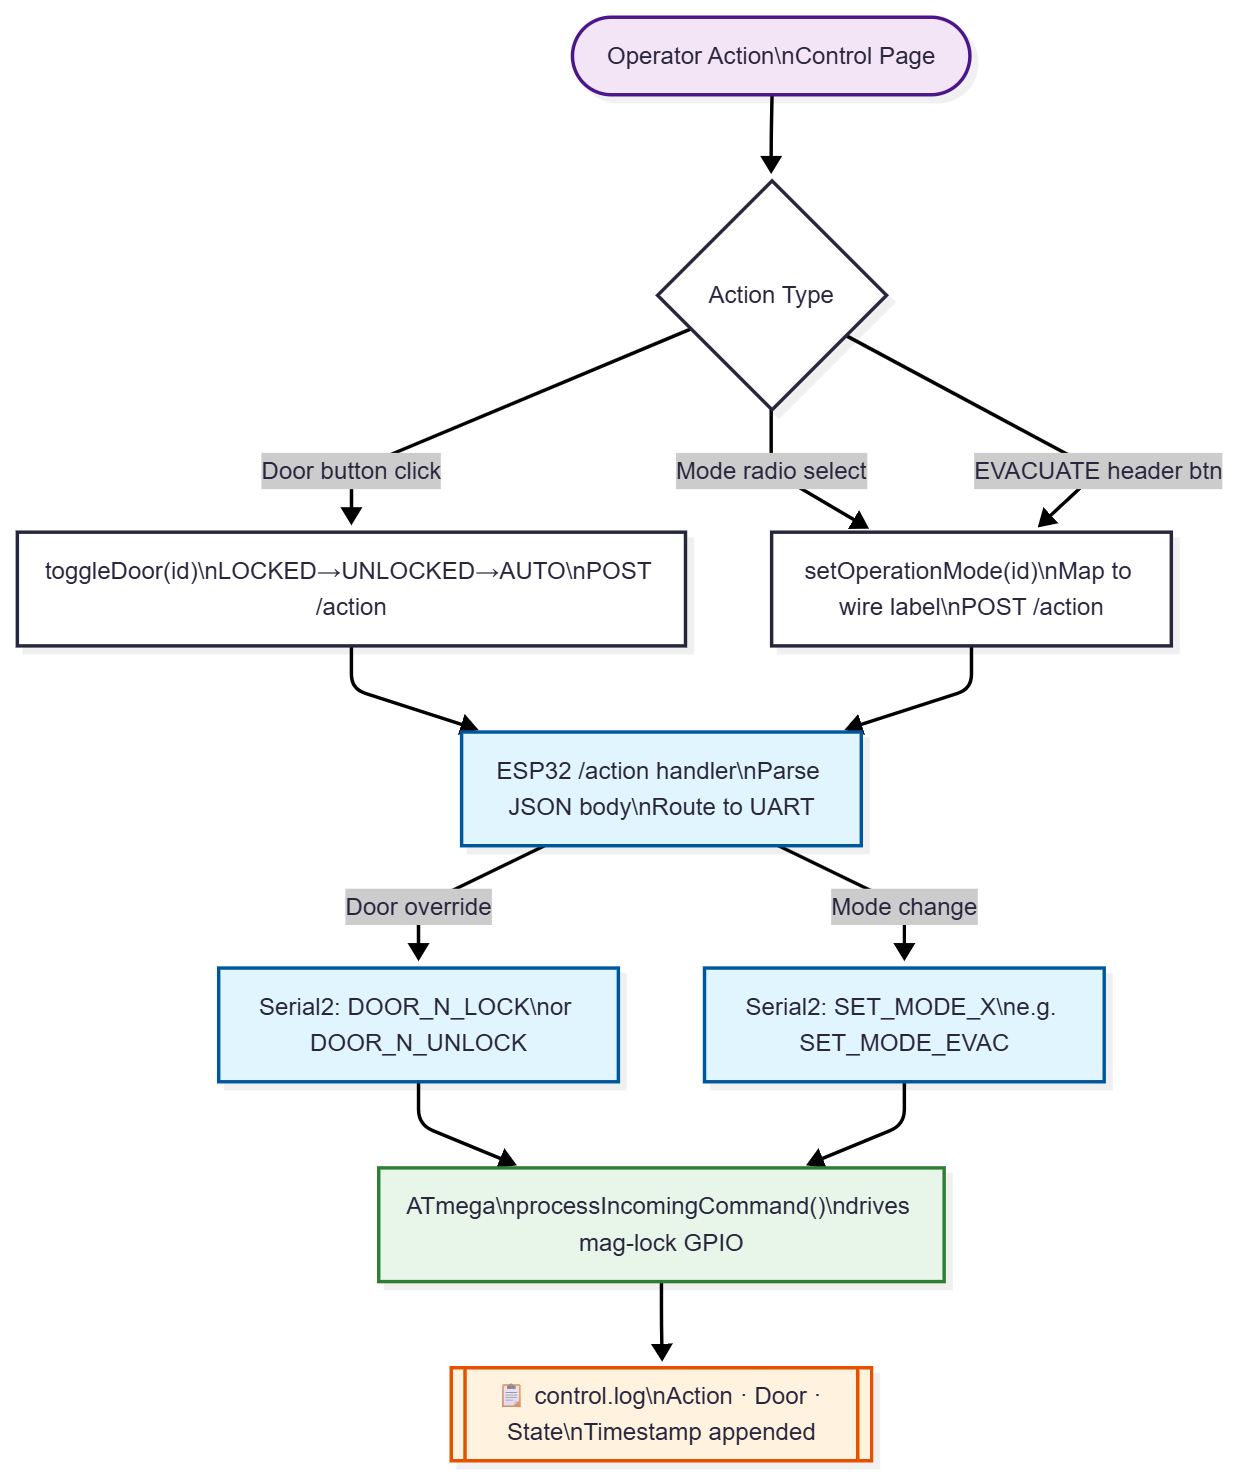 Operator Action\nControl Page
Action Type
Door button click
Mode radio select
EVACUATE header btn
toggleDoor(id)\nLOCKED→UNLOCKED→AUTO\nPOST
/action
setOperationMode(id)\nMap to
wire label\nPOST /action
ESP32 /action handler\nParse
JSON body\nRoute to UART
Door override
Mode change
Serial2: DOOR_N_LOCK\nor
DOOR_N_UNLOCK
Serial2: SET_MODE_X\ne.g.
SET_MODE_EVAC
ATmega\nprocessIncomingCommand()\ndrives
mag-lock GPIO
📋 control.log\nAction · Door ·
State\nTimestamp appended